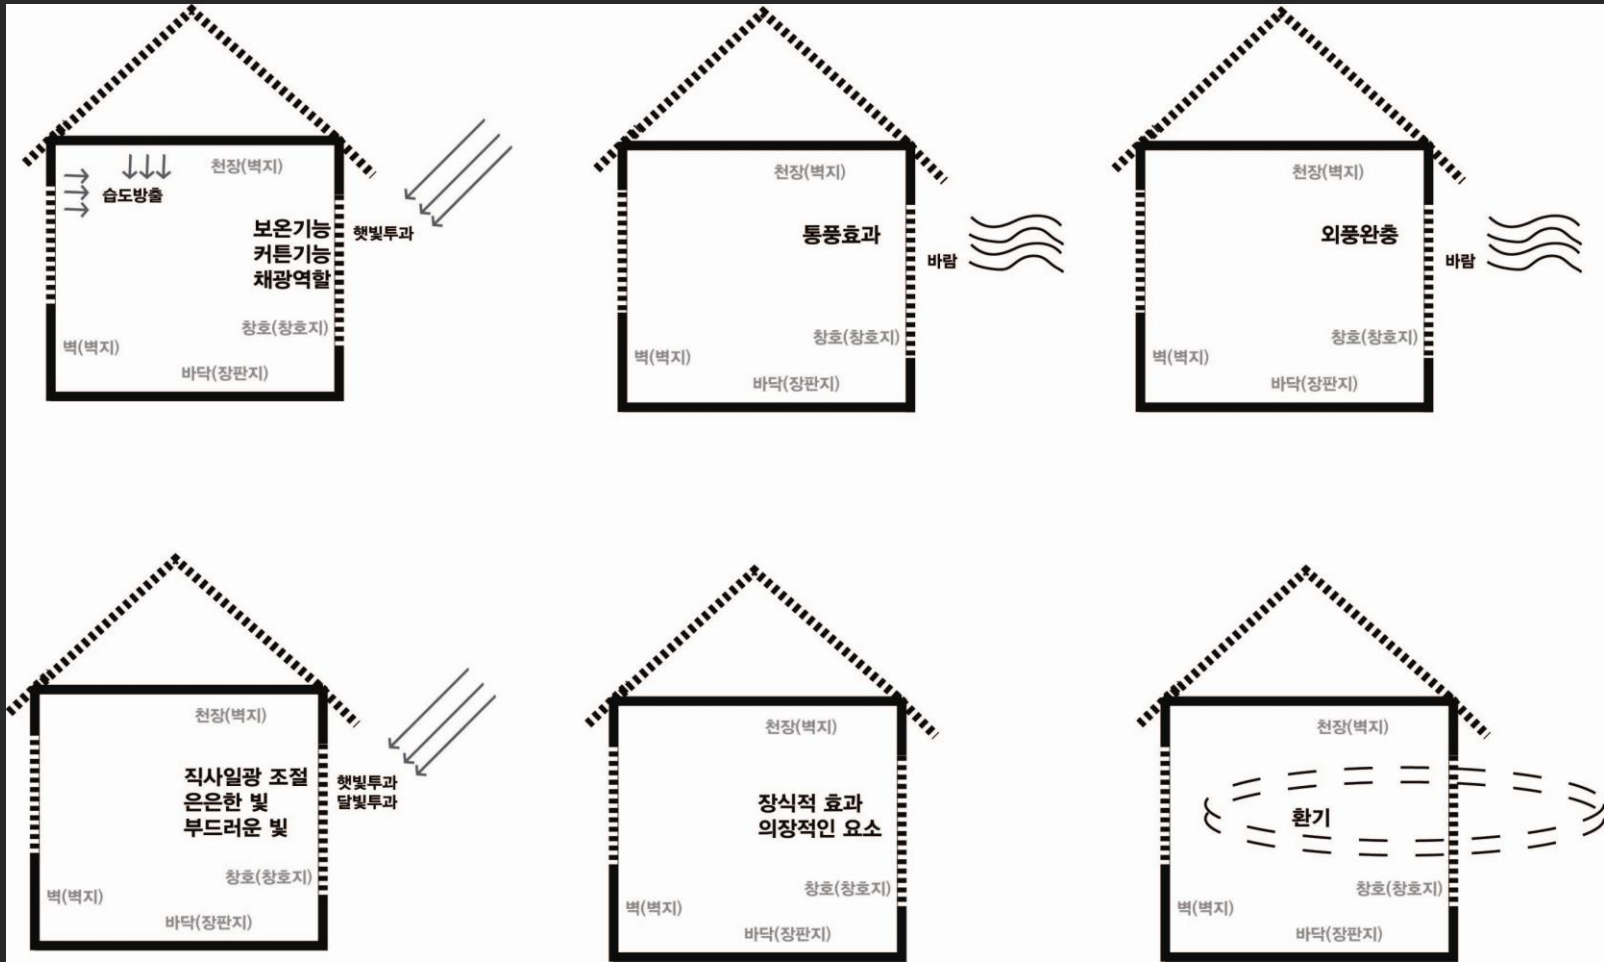 천장(벽지)
습도방출
보온기능
커튼기능
채광역할
햇빛투과
창호(창호지)
벽(벽지)
바닥(장판지)
천장(벽지)
통풍효과
바람
창호(창호지)
벽(벽지)
바닥(장판지)
천장(벽지)
외풍완충
바람
창호(창호지)
벽(벽지)
바닥(장판지)
천장(벽지)
직사일광 조절
은은한 빛
부드러운 빛
햇빛투과
달빛투과
창호(창호지)
벽(벽지)
바닥(장판지)
천장(벽지)
장식적 효과
의장적인 요소
창호(창호지)
벽(벽지)
바닥(장판지)
천장(벽지)
환기
창호(창호지)
벽(벽지)
바닥(장판지)